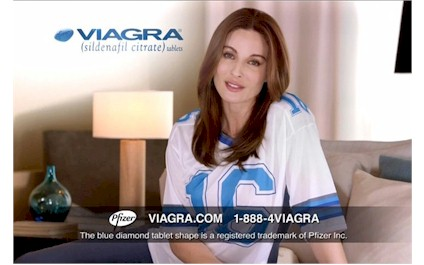 VIAGRA®
(sildenafil citrate) tablets
16
16
Pfizer
VIAGRA.COM 1-888-4VIAGRA
The blue diamond tablet shape is a registered trademark of Pfizer Inc.